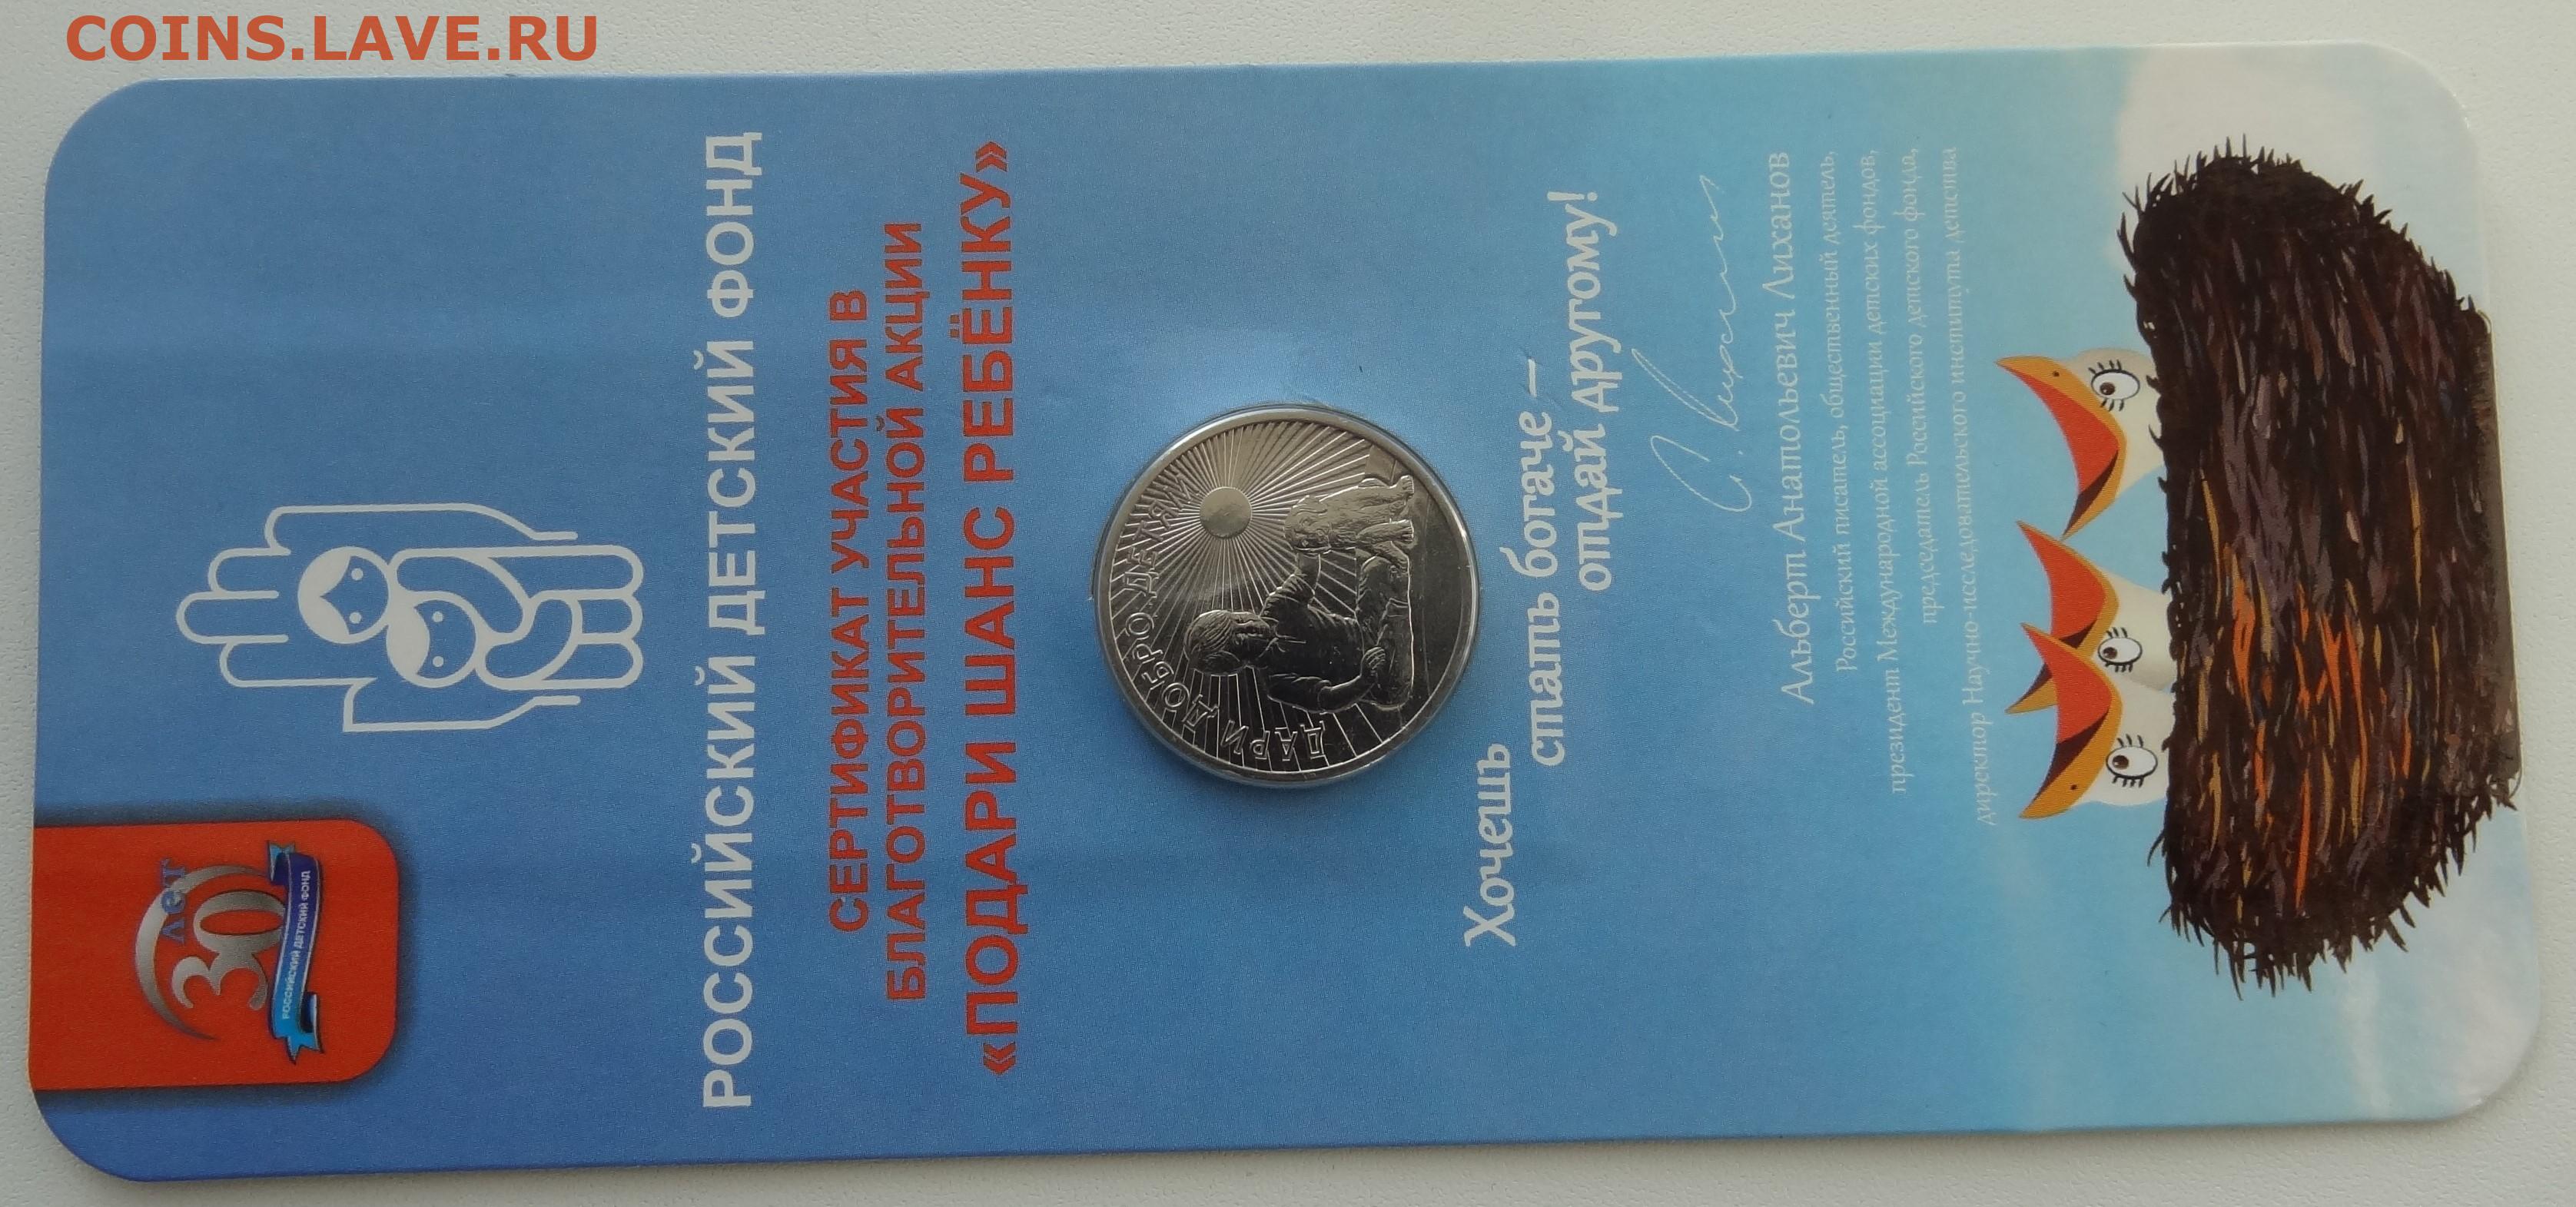 COINS.LAVE.RU
30 лет
РОССИЙСКИЙ ДЕТСКИЙ ФОНД
РОССИЙСКИЙ ДЕТСКИЙ ФОНД
СЕРТИФИКАТ УЧАСТИЯ В
БЛАГОТВОРИТЕЛЬНОЙ АКЦИИ
«ПОДАРИ ШАНС РЕБЁНКУ»
ДАРИ ДОБРО ДЕТЯМ
Хочешь
стать богаче –
отдай другому!
Альберт Анатольевич Лиханов
Российский писатель, общественный деятель,
президент Международной ассоциации детских фондов,
председатель Российского детского фонда,
директор Научно-исследовательского института детства